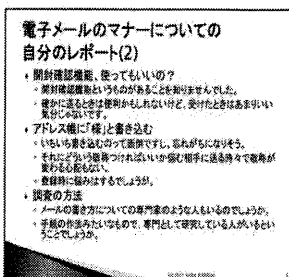 電子メールのマナーについての
自分のレポート(2)
開封確認機能、使ってもいいの？
開封確認機能というものがあることを知りませんでした。
確かに送るときは便利かもしれないけど、受けたときはあまりいい
気分じゃないです。
アドレス帳に「様」と書き込む
いちいち書き込むのって面倒ですし、忘れがちになりそう。
それにどういう敬称つければいいか悩む相手に送る時々で敬称が
変わる心配もない。
登録時に悩みはするでしょうが。
調査の方法
メールの書き方についての専門家のような人もいるのでしょうか。
手紙の作法みたいなもので、専門として研究している人がいるとい
うことでしょうか。